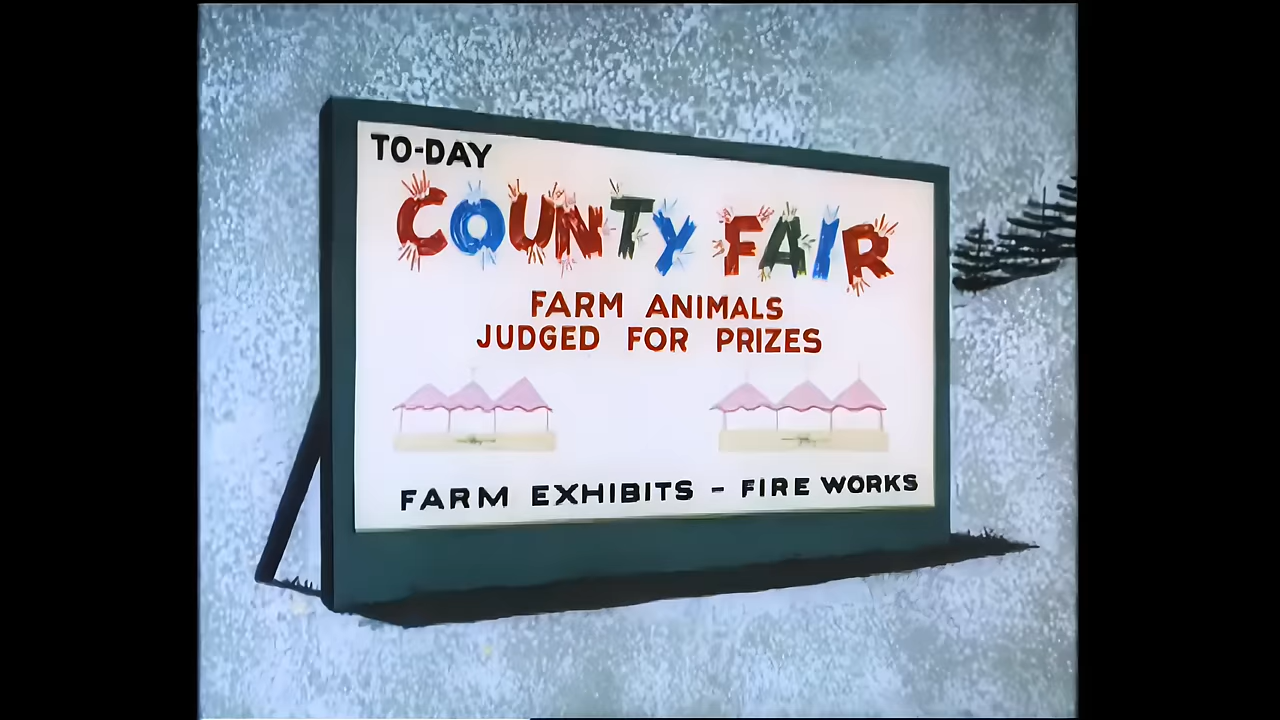 TO-DAY
COUNTY FAIR
FARM ANIMALS
JUDGED FOR PRIZES
FARM EXHIBITS - FIRE WORKS